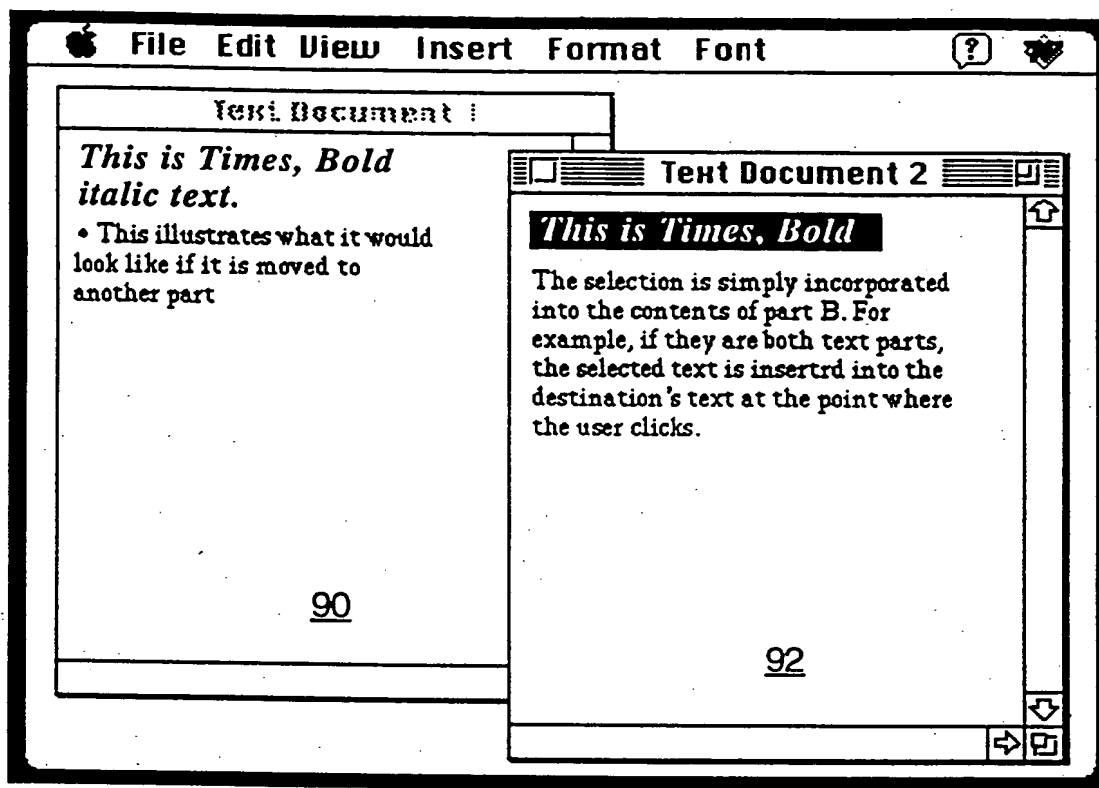 File Edit View Insert Format Font ?
Text Document 1
This is Times, Bold
italic text.
• This illustrates what it would
look like if it is moved to
another part
90
Text Document 2
This is Times, Bold
The selection is simply incorporated
into the contents of part B. For
example, if they are both text parts,
the selected text is insertrd into the
destination's text at the point where
the user clicks.
92